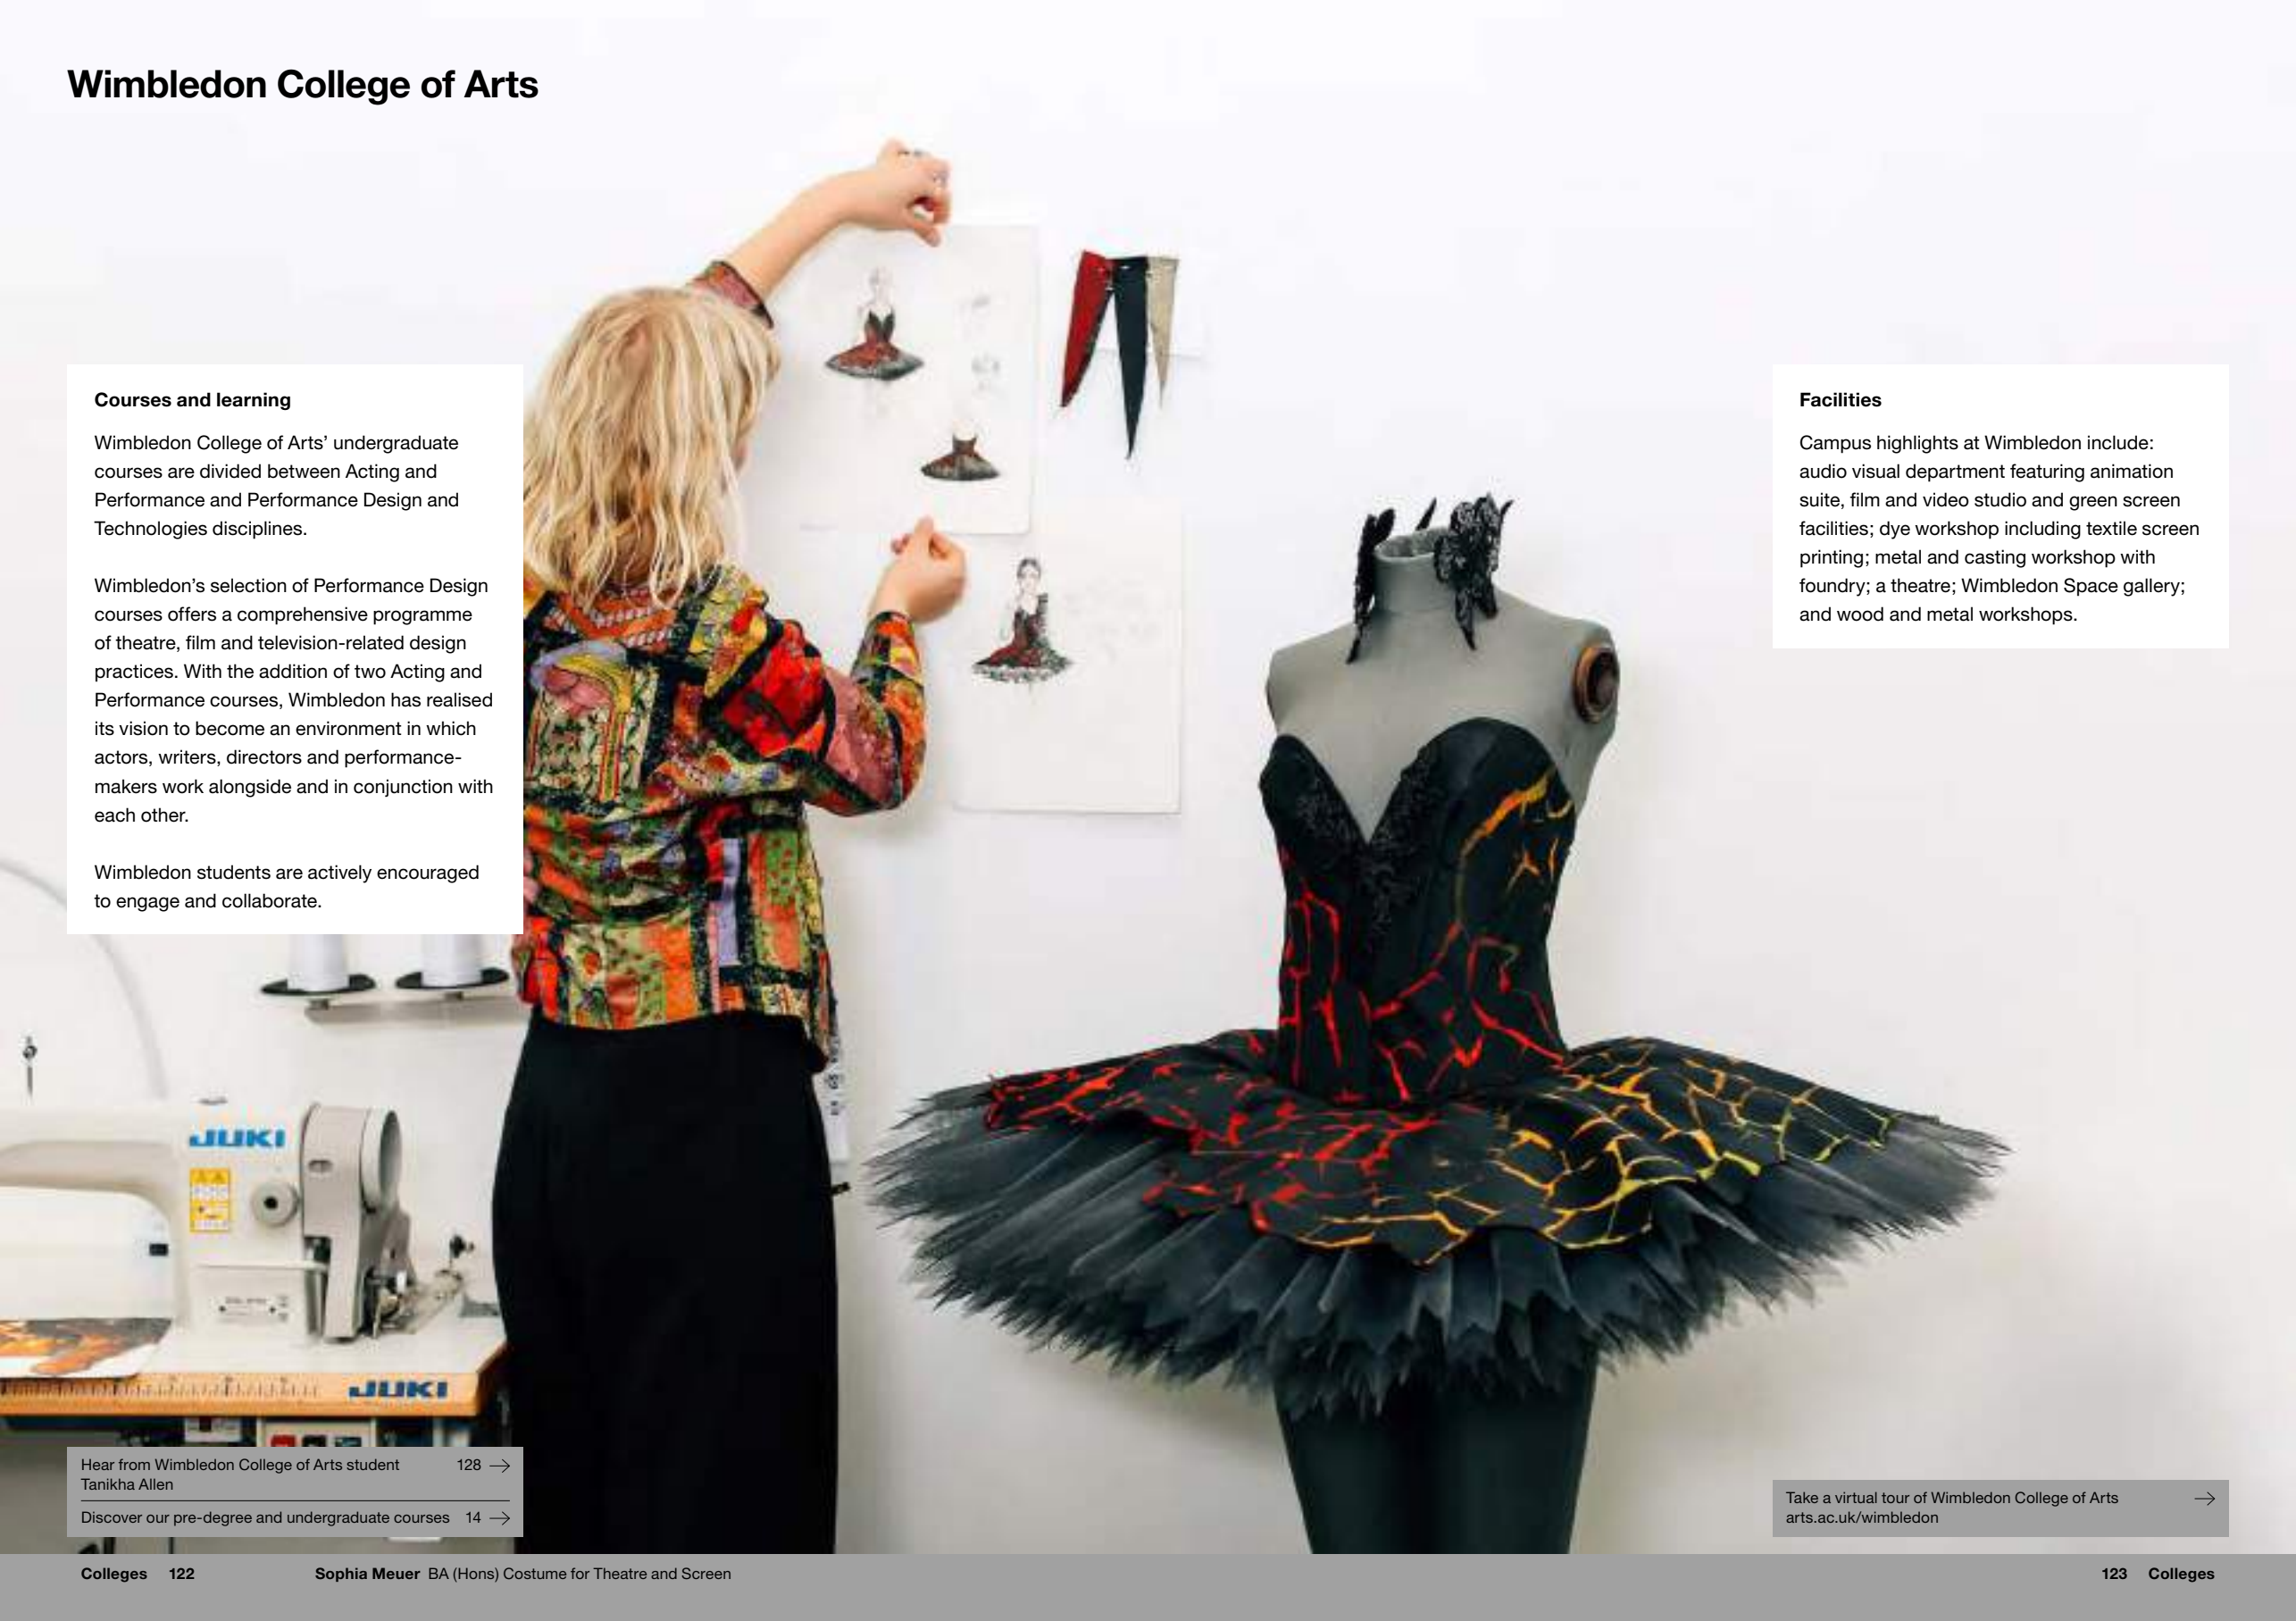 Wimbledon College of Arts
Courses and learning
Wimbledon College of Arts’ undergraduate
courses are divided between Acting and
Performance and Performance Design and
Technologies disciplines.
Wimbledon’s selection of Performance Design
courses offers a comprehensive programme
of theatre, film and television-related design
practices. With the addition of two Acting and
Performance courses, Wimbledon has realised
its vision to become an environment in which
actors, writers, directors and performance-
makers work alongside and in conjunction with
each other.
Wimbledon students are actively encouraged
to engage and collaborate.
Facilities
Campus highlights at Wimbledon include:
audio visual department featuring animation
suite, film and video studio and green screen
facilities; dye workshop including textile screen
printing; metal and casting workshop with
foundry; a theatre; Wimbledon Space gallery;
and wood and metal workshops.
JUKI
JUKI
Hear from Wimbledon College of Arts student 128 →
Tanikha Allen
Discover our pre-degree and undergraduate courses 14 →
Take a virtual tour of Wimbledon College of Arts →
arts.ac.uk/wimbledon
Colleges 122 Sophia Meuer BA (Hons) Costume for Theatre and Screen
123 Colleges